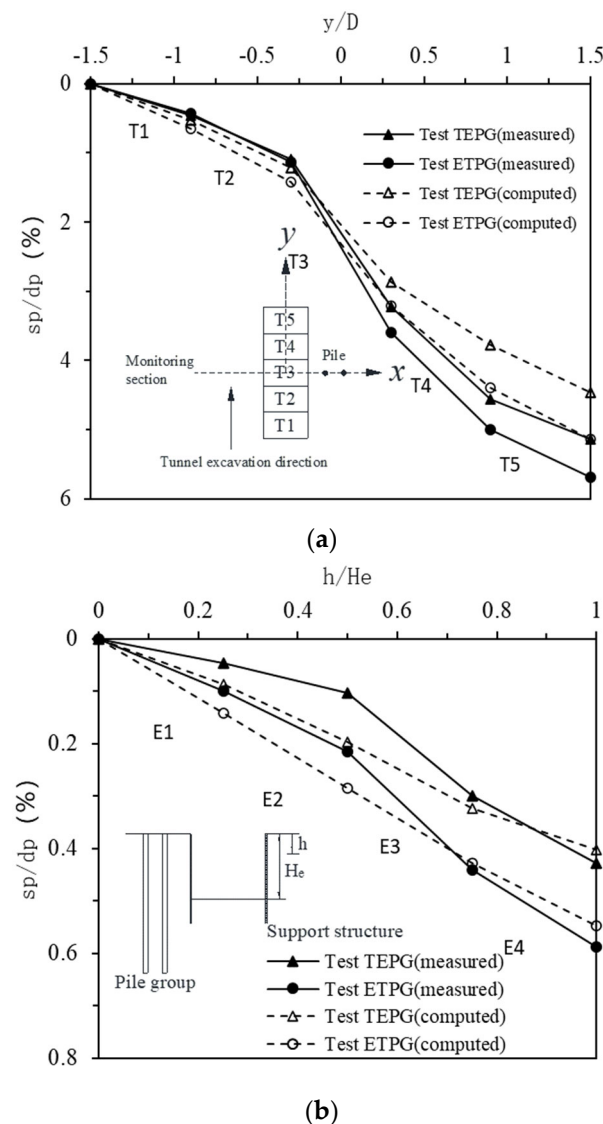 y/D
-1.5 -1 -0.5 0 0.5 1 1.5
0
2
4
6
sp/dp (%)
T1
T2
T3
T4
T5
Test TEPG(measured)
Test ETPG(measured)
Test TEPG(computed)
Test ETPG(computed)
y
T5
T4
T3
T2
T1
Monitoring
section
Pile
x
Tunnel excavation direction
(a)
h/He
0 0.2 0.4 0.6 0.8 1
0
0.2
0.4
0.6
0.8
sp/dp (%)
E1
E2
E3
E4
h
He
Support structure
Pile group
Test TEPG(measured)
Test ETPG(measured)
Test TEPG(computed)
Test ETPG(computed)
(b)